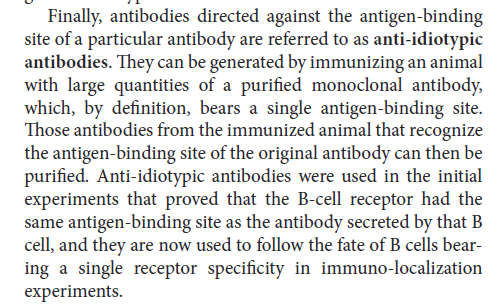 Finally, antibodies directed against the antigen-binding
site of a particular antibody are referred to as anti-idiotypic
antibodies. They can be generated by immunizing an animal
with large quantities of a purified monoclonal antibody,
which, by definition, bears a single antigen-binding site.
Those antibodies from the immunized animal that recognize
the antigen-binding site of the original antibody can then be
purified. Anti-idiotypic antibodies were used in the initial
experiments that proved that the B-cell receptor had the
same antigen-binding site as the antibody secreted by that B
cell, and they are now used to follow the fate of B cells bear-
ing a single receptor specificity in immuno-localization
experiments.